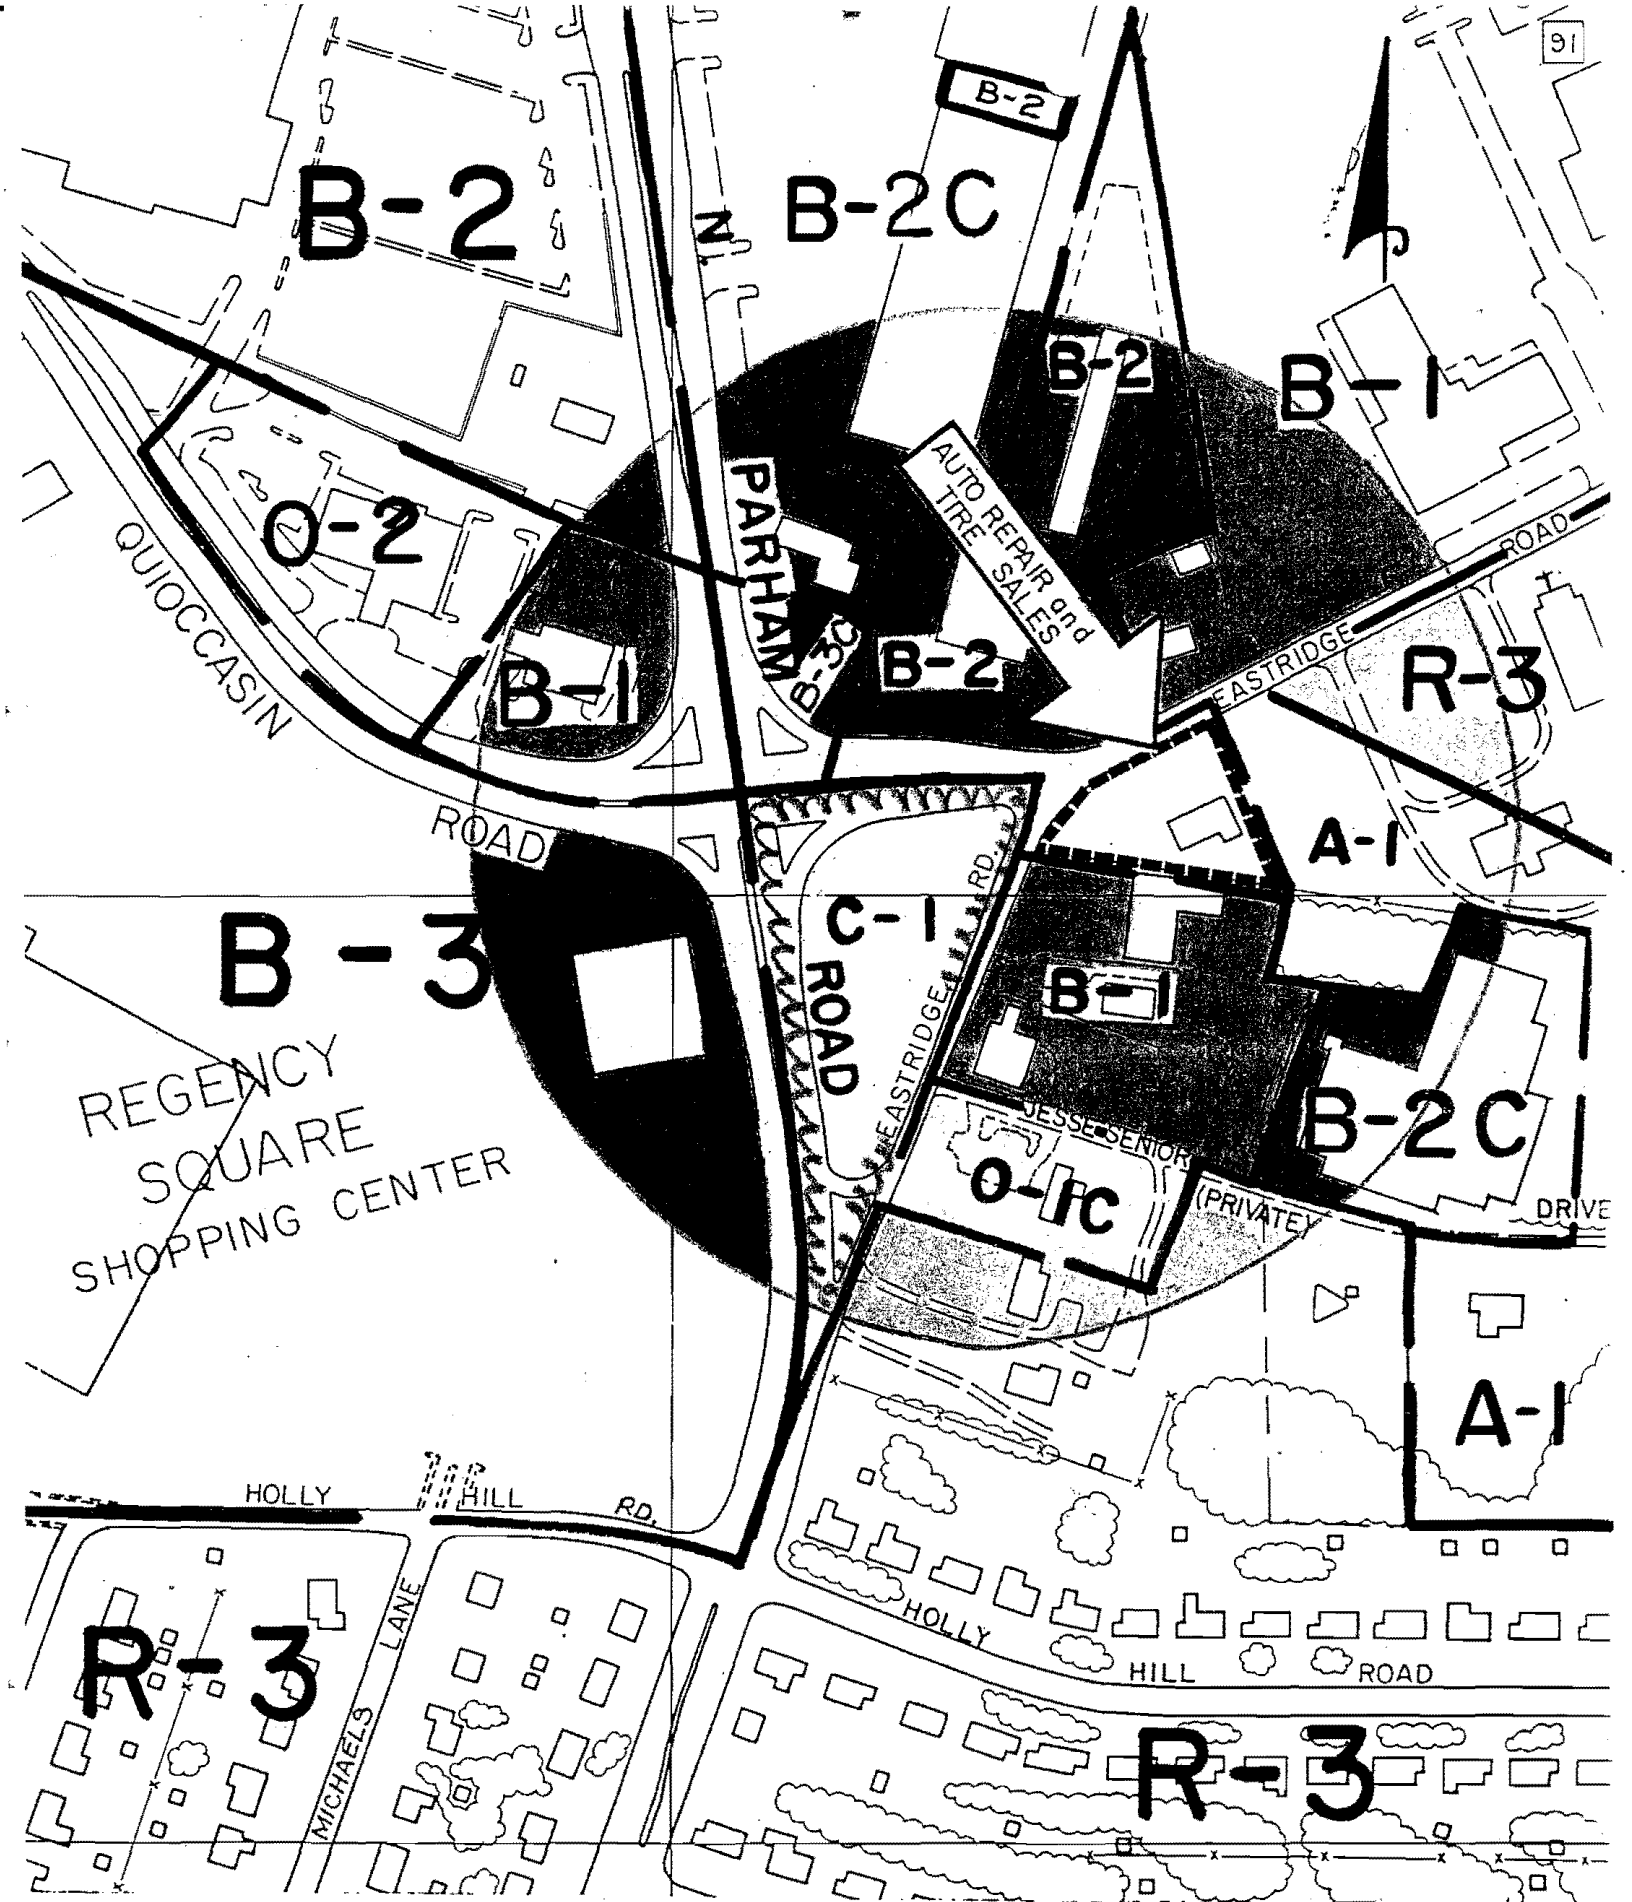 91
B-2
B-2
B-2C
N.
B-2
B-1
PARHAM
AUTO REPAIR and
TIRE SALES
O-2
ROAD
QUIOCCASIN
B-3C
B-2
EASTRIDGE
R-3
B-1
ROAD
A-1
RD.
C-1
B-3
ROAD
B-1
EASTRIDGE
REGENCY
SQUARE
SHOPPING CENTER
JESSE SENIOR
B-2C
O-1C
(PRIVATE)
DRIVE
A-1
HOLLY
HILL
RD.
LANE
MICHAELS
R-3
HOLLY
HILL
ROAD
R-3